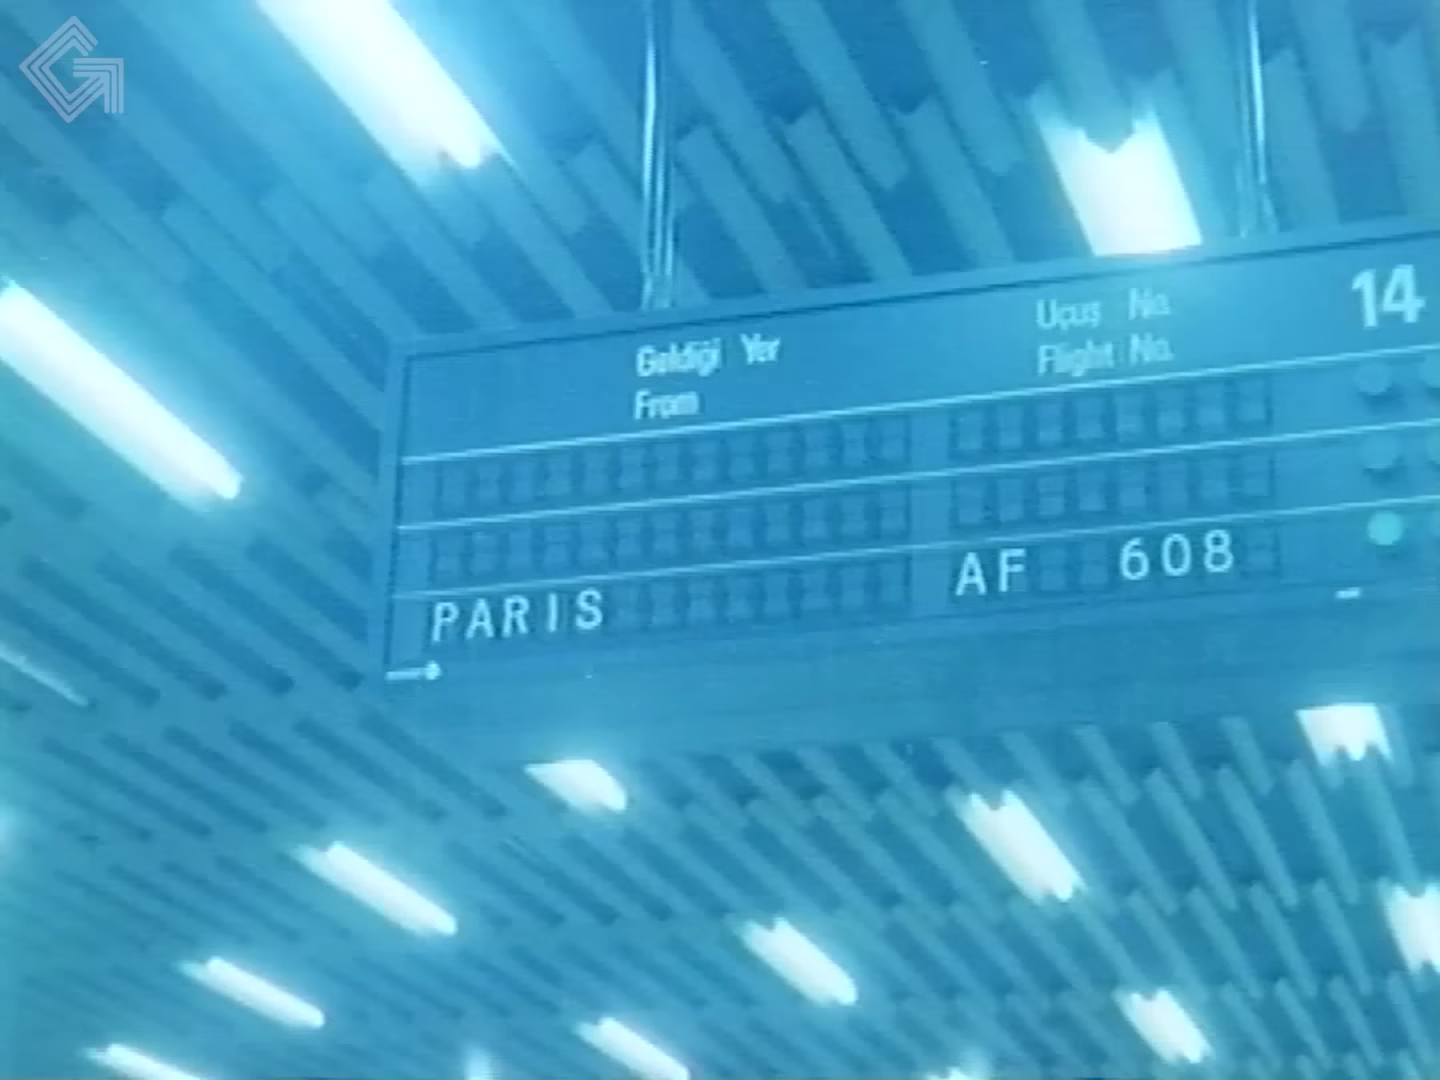 Geldiği Yer
From
Uçuş No.
Flight No.
14
PARIS AF 608